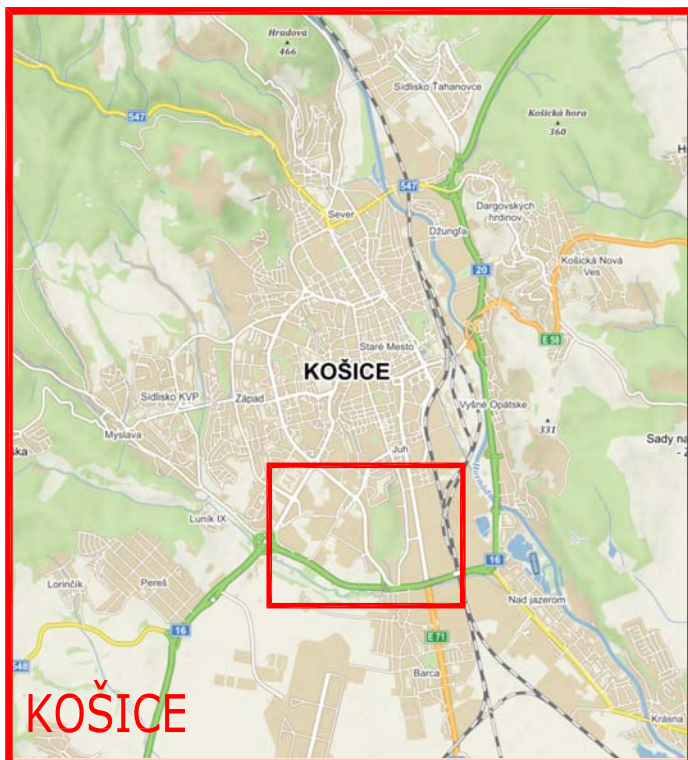 Hradová
466
Sídlisko Ťahanovce
Košická hora
360
547
547
Sever
Dargovských
hrdinov
Džungľa
Košická Nová
Ves
20
E 58
Staré Mesto
KOŠICE
Sídlisko KVP
Západ
Vyšné Opátske
331
Myslava
Juh
Sady na
Hornád
Luník IX
16
Lorinčík
Pereš
Nad jazerom
16
E 71
548
Barca
KOŠICE
Krásna